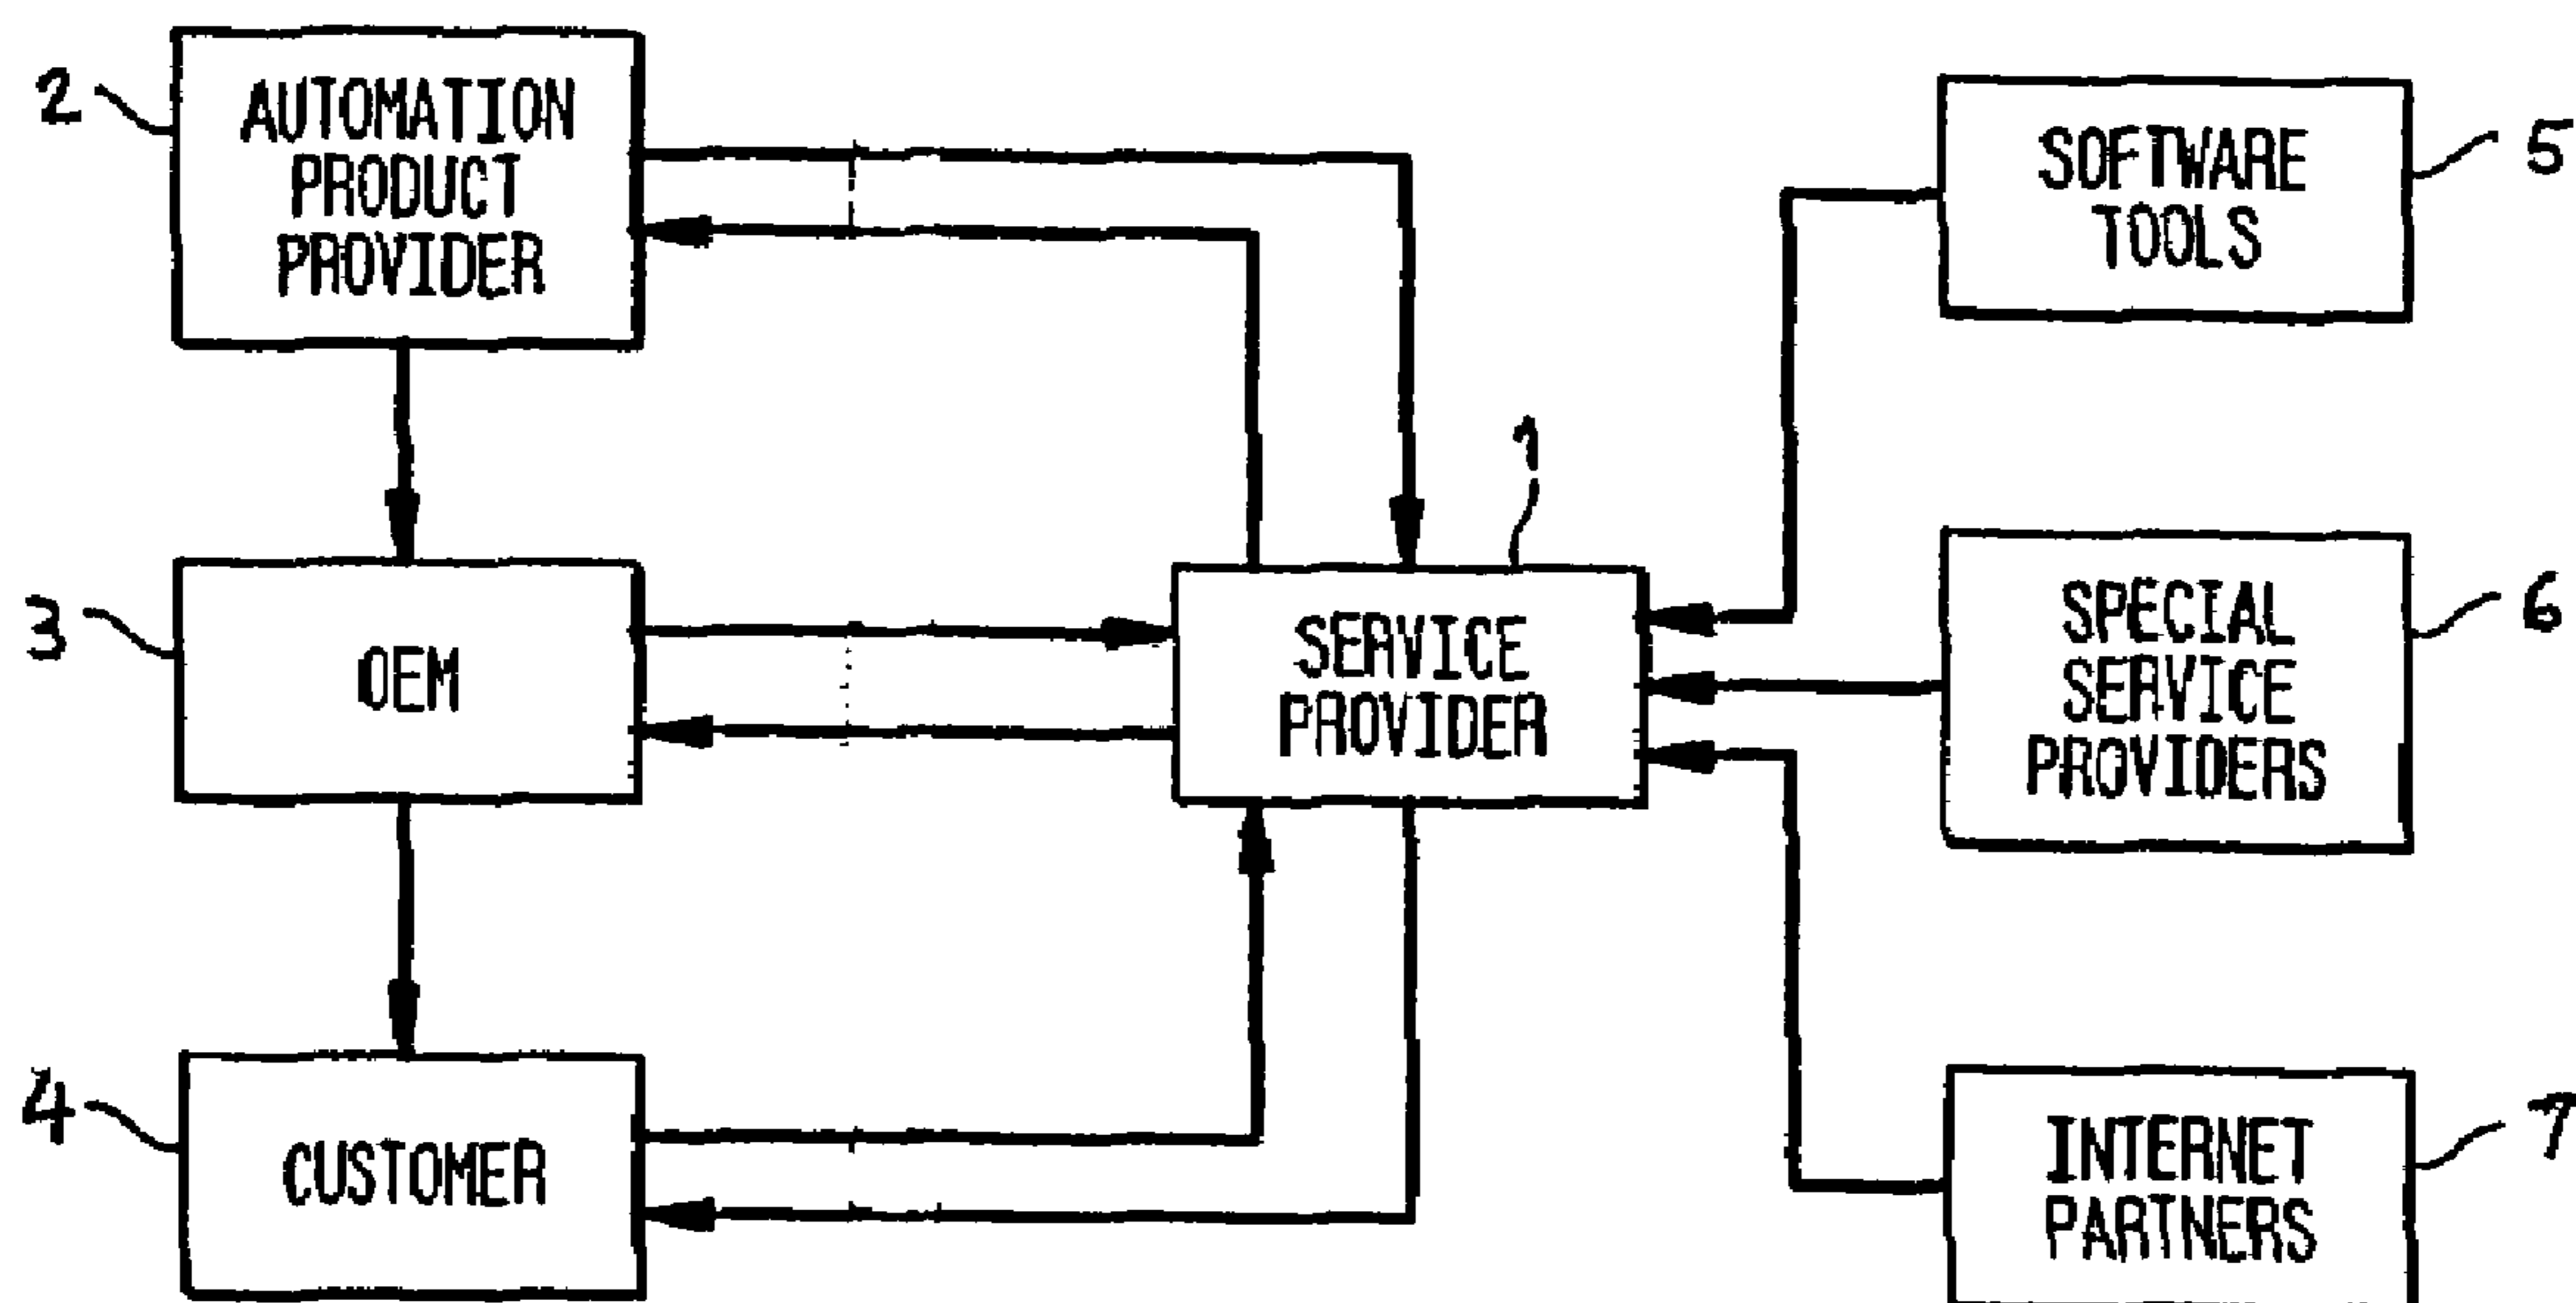 2
AUTOMATION
PRODUCT
PROVIDER
SOFTWARE
TOOLS
5
1
3
OEM
SERVICE
PROVIDER
SPECIAL
SERVICE
PROVIDERS
6
4
CUSTOMER
INTERNET
PARTNERS
7